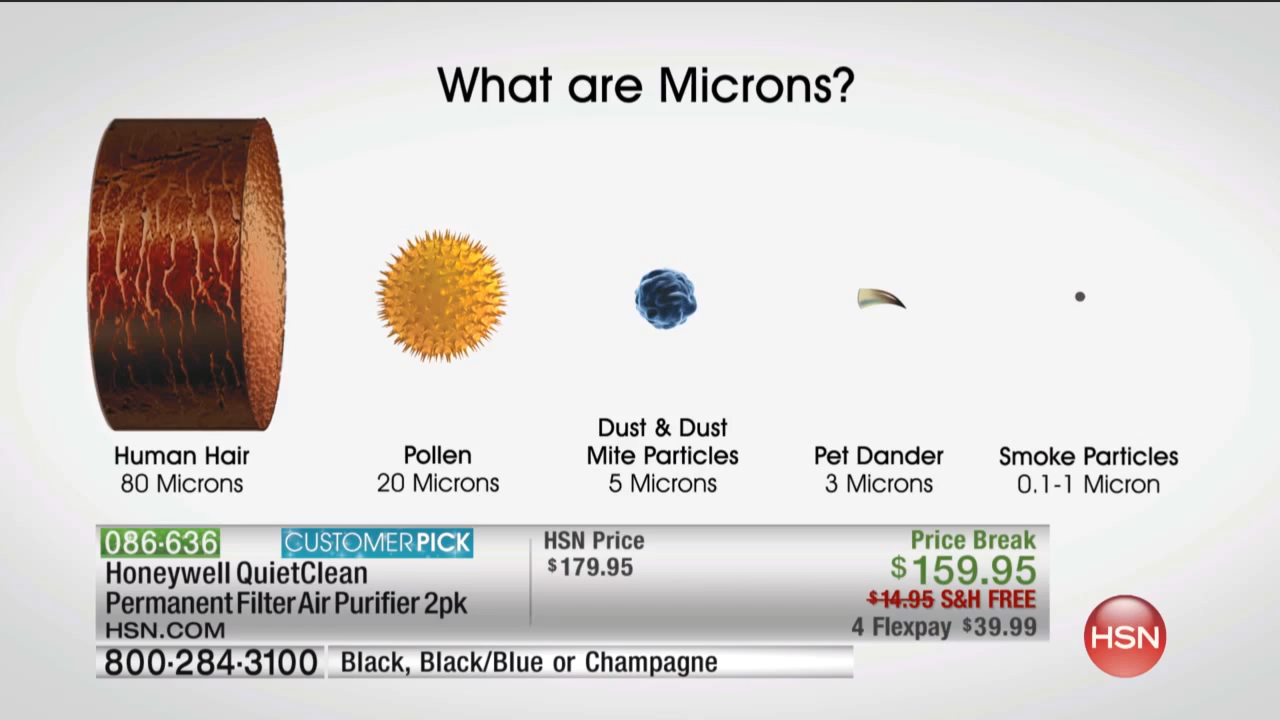 What are Microns?
Human Hair
80 Microns
Pollen
20 Microns
Dust & Dust
Mite Particles
5 Microns
Pet Dander
3 Microns
Smoke Particles
0.1-1 Micron
086·636
CUSTOMERPICK
Honeywell QuietClean
Permanent Filter Air Purifier 2pk
HSN.COM
HSN Price
$179.95
Price Break
$159.95
$14.95 S&H FREE
4 Flexpay $39.99
800·284·3100
Black, Black/Blue or Champagne
HSN